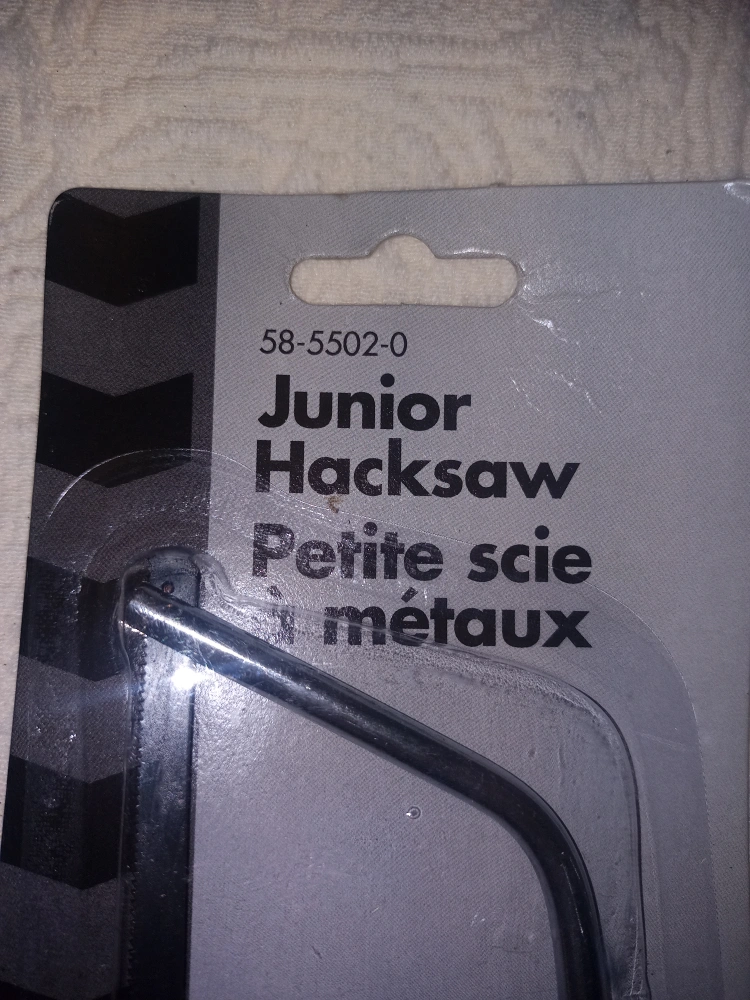 58-5502-0
Junior
Hacksaw
Petite scie
à métaux